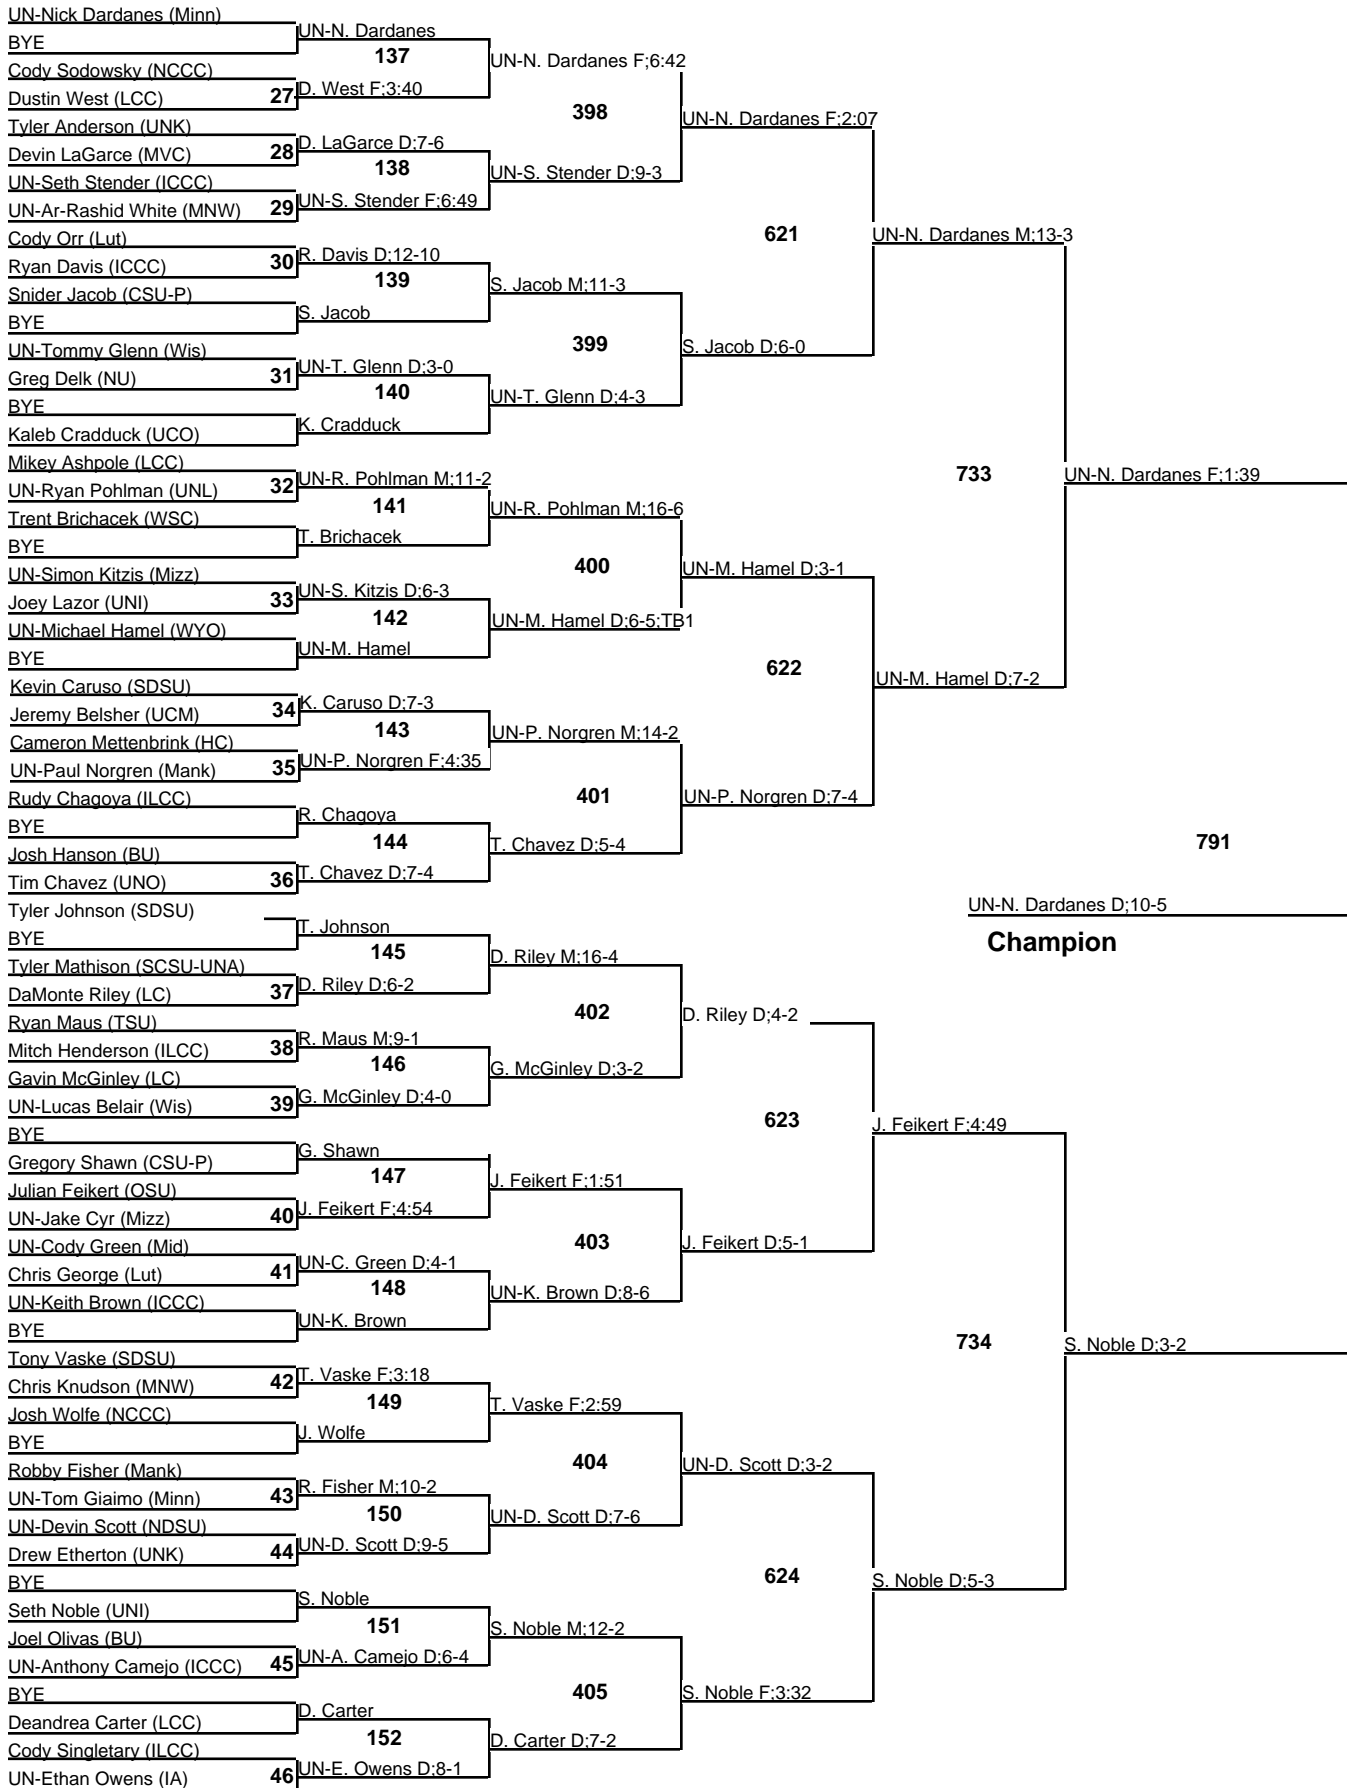 UN-Nick Dardanes (Minn)
BYE
Cody Sodowsky (NCCC)
Dustin West (LCC) 27
Tyler Anderson (UNK)
Devin LaGarce (MVC) 28
UN-Seth Stender (ICCC)
UN-Ar-Rashid White (MNW) 29
Cody Orr (Lut)
Ryan Davis (ICCC) 30
Snider Jacob (CSU-P)
BYE
UN-Tommy Glenn (Wis)
Greg Delk (NU) 31
BYE
Kaleb Cradduck (UCO)
Mikey Ashpole (LCC)
UN-Ryan Pohlman (UNL) 32
Trent Brichacek (WSC)
BYE
UN-Simon Kitzis (Mizz)
Joey Lazor (UNI) 33
UN-Michael Hamel (WYO)
BYE
Kevin Caruso (SDSU)
Jeremy Belsher (UCM) 34
Cameron Mettenbrink (HC)
UN-Paul Norgren (Mank) 35
Rudy Chagoya (ILCC)
BYE
Josh Hanson (BU)
Tim Chavez (UNO) 36
Tyler Johnson (SDSU)
BYE
Tyler Mathison (SCSU-UNA)
DaMonte Riley (LC) 37
Ryan Maus (TSU)
Mitch Henderson (ILCC) 38
Gavin McGinley (LC)
UN-Lucas Belair (Wis) 39
BYE
Gregory Shawn (CSU-P)
Julian Feikert (OSU)
UN-Jake Cyr (Mizz) 40
UN-Cody Green (Mid)
Chris George (Lut) 41
UN-Keith Brown (ICCC)
BYE
Tony Vaske (SDSU)
Chris Knudson (MNW) 42
Josh Wolfe (NCCC)
BYE
Robby Fisher (Mank)
UN-Tom Giaimo (Minn) 43
UN-Devin Scott (NDSU)
Drew Etherton (UNK) 44
BYE
Seth Noble (UNI)
Joel Olivas (BU)
UN-Anthony Camejo (ICCC) 45
BYE
Deandrea Carter (LCC)
Cody Singletary (ILCC)
UN-Ethan Owens (IA) 46
UN-N. Dardanes
137
D. West F;3:40
D. LaGarce D;7-6
138
UN-S. Stender F;6:49
R. Davis D;12-10
139
S. Jacob
UN-T. Glenn D;3-0
140
K. Cradduck
UN-R. Pohlman M;11-2
141
T. Brichacek
UN-S. Kitzis D;6-3
142
UN-M. Hamel
K. Caruso D;7-3
143
UN-P. Norgren F;4:35
R. Chagoya
144
T. Chavez D;7-4
T. Johnson
145
D. Riley D;6-2
R. Maus M;9-1
146
G. McGinley D;4-0
G. Shawn
147
J. Feikert F;4:54
UN-C. Green D;4-1
148
UN-K. Brown
T. Vaske F;3:18
149
J. Wolfe
R. Fisher M;10-2
150
UN-D. Scott D;9-5
S. Noble
151
UN-A. Camejo D;6-4
D. Carter
152
UN-E. Owens D;8-1
UN-N. Dardanes F;6:42
398
UN-S. Stender D;9-3
S. Jacob M;11-3
399
UN-T. Glenn D;4-3
UN-R. Pohlman M;16-6
400
UN-M. Hamel D;6-5;TB1
UN-P. Norgren M;14-2
401
T. Chavez D;5-4
D. Riley M;16-4
402
G. McGinley D;3-2
J. Feikert F;1:51
403
UN-K. Brown D;8-6
T. Vaske F;2:59
404
UN-D. Scott D;7-6
S. Noble M;12-2
405
D. Carter D;7-2
UN-N. Dardanes F;2:07
621
S. Jacob D;6-0
UN-M. Hamel D;3-1
622
UN-P. Norgren D;7-4
D. Riley D;4-2
623
J. Feikert D;5-1
UN-D. Scott D;3-2
624
S. Noble F;3:32
UN-N. Dardanes M;13-3
733
UN-M. Hamel D;7-2
J. Feikert F;4:49
734
S. Noble D;5-3
UN-N. Dardanes F;1:39
791
S. Noble D;3-2
UN-N. Dardanes D;10-5
Champion